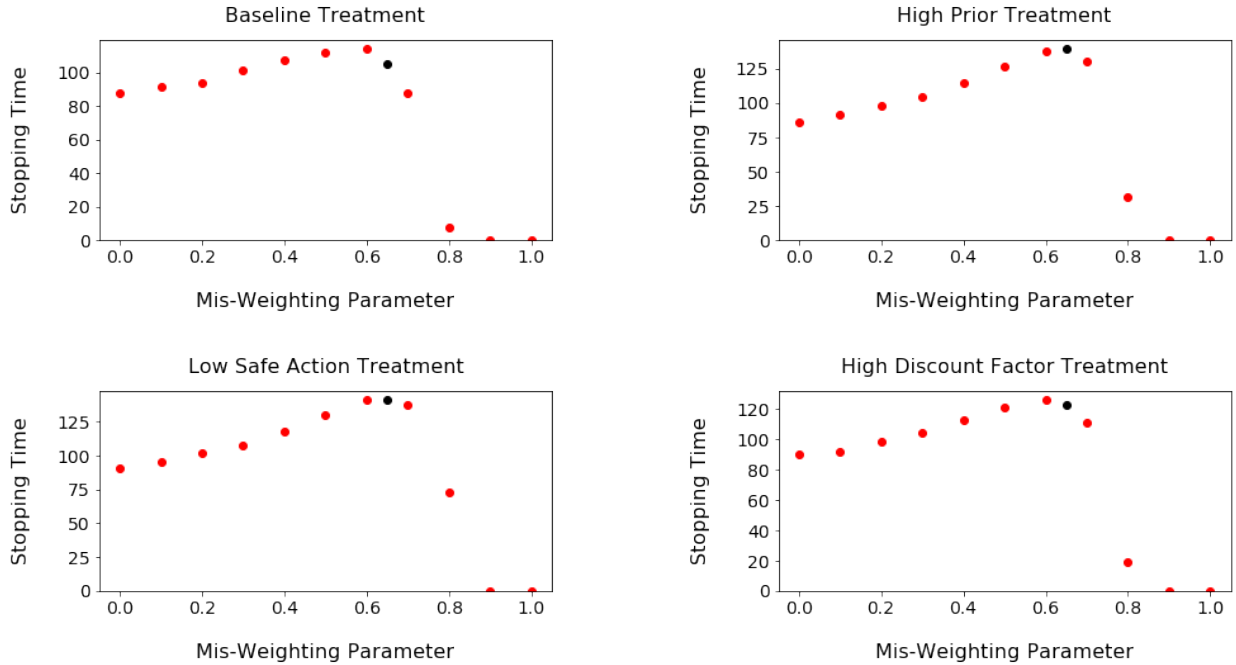 Baseline Treatment
Stopping Time
100
80
60
40
20
0
0.0 0.2 0.4 0.6 0.8 1.0
Mis-Weighting Parameter
High Prior Treatment
Stopping Time
125
100
75
50
25
0
0.0 0.2 0.4 0.6 0.8 1.0
Mis-Weighting Parameter
Low Safe Action Treatment
Stopping Time
125
100
75
50
25
0
0.0 0.2 0.4 0.6 0.8 1.0
Mis-Weighting Parameter
High Discount Factor Treatment
Stopping Time
120
100
80
60
40
20
0
0.0 0.2 0.4 0.6 0.8 1.0
Mis-Weighting Parameter